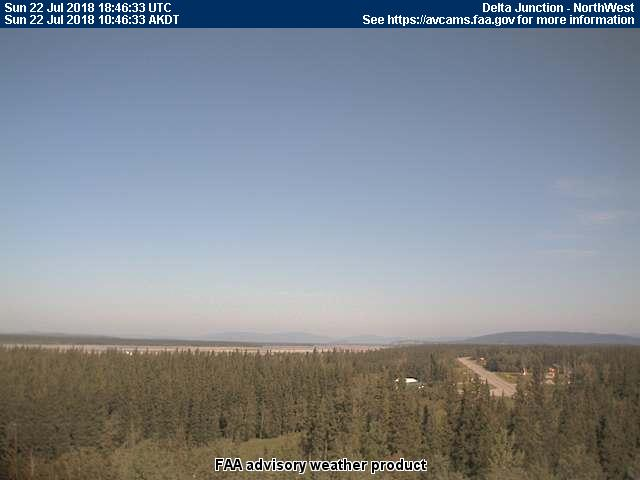 Sun 22 Jul 2018 18:46:33 UTC
Delta Junction - NorthWest
Sun 22 Jul 2018 10:46:33 AKDT
See https://avcams.faa.gov for more information
FAA advisory weather product